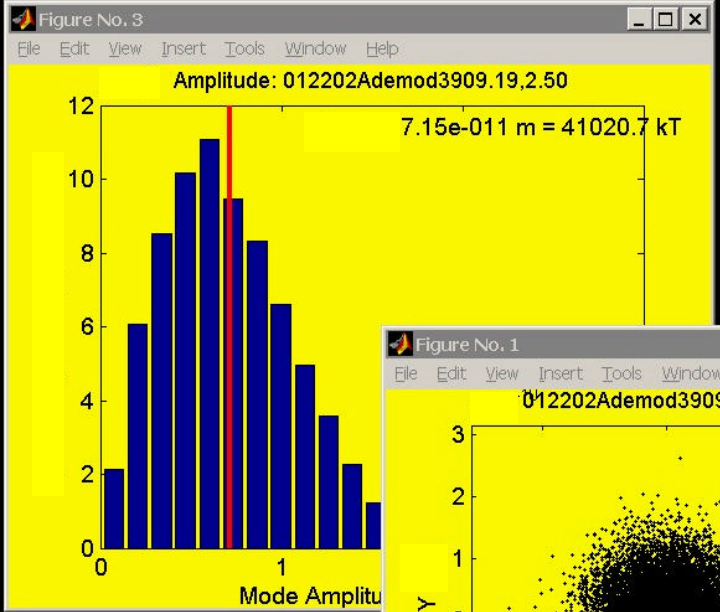 Figure No. 3
File Edit View Insert Tools Window Help
Amplitude: 012202Ademod3909.19,2.50
7.15e-011 m = 41020.7 kT
12
10
8
6
4
2
0
0 1
Mode Amplitu
Figure No. 1
File Edit View Insert Tools Window
012202Ademod3909
3
2
1
Y